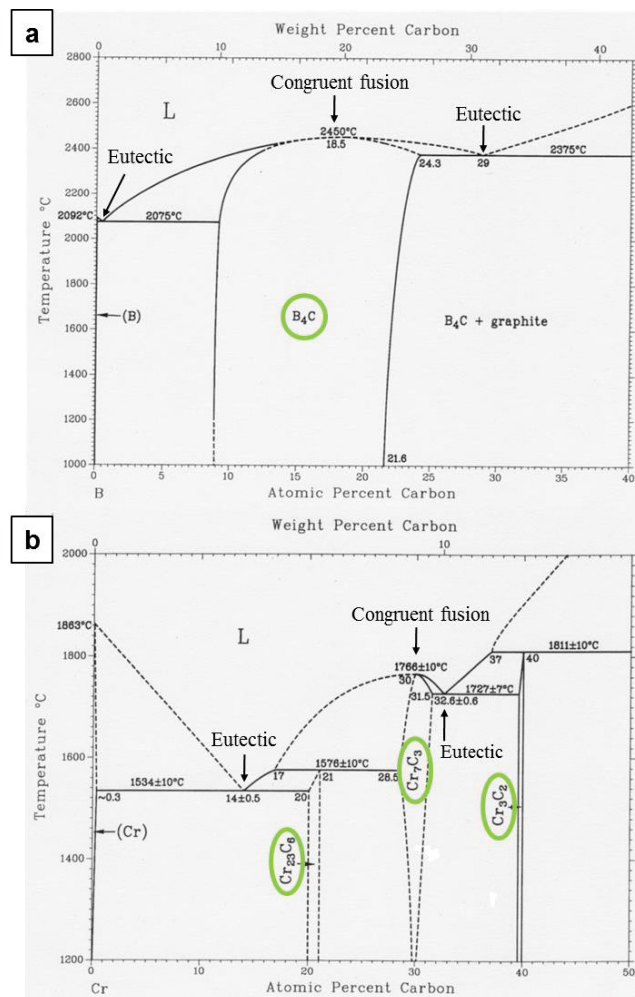 a
Weight Percent Carbon
0 10 20 30 40
2800
2600
2400
2200
2000
1800
1600
1400
1200
1000
Temperature °C
L
Congruent fusion
2450°C
18.5
Eutectic
Eutectic
2375°C
24.3
29
2092°C
2075°C
(B)
B₄C
B₄C + graphite
21.6
0 5 10 15 20 25 30 35 40
B
Atomic Percent Carbon
b
Weight Percent Carbon
0 10
2000
1800
1600
1400
1200
Temperature °C
L
1863°C
Congruent fusion
1766±10°C
30
1811±10°C
37
40
31.5
1727±7°C
32.6±0.6
Eutectic
Eutectic
1576±10°C
17
21
28.5
1534±10°C
~0.3
14±0.5
20
(Cr)
Cr₂₃C₆
Cr₇C₃
Cr₃C₂
0 10 20 30 40 50
Cr
Atomic Percent Carbon